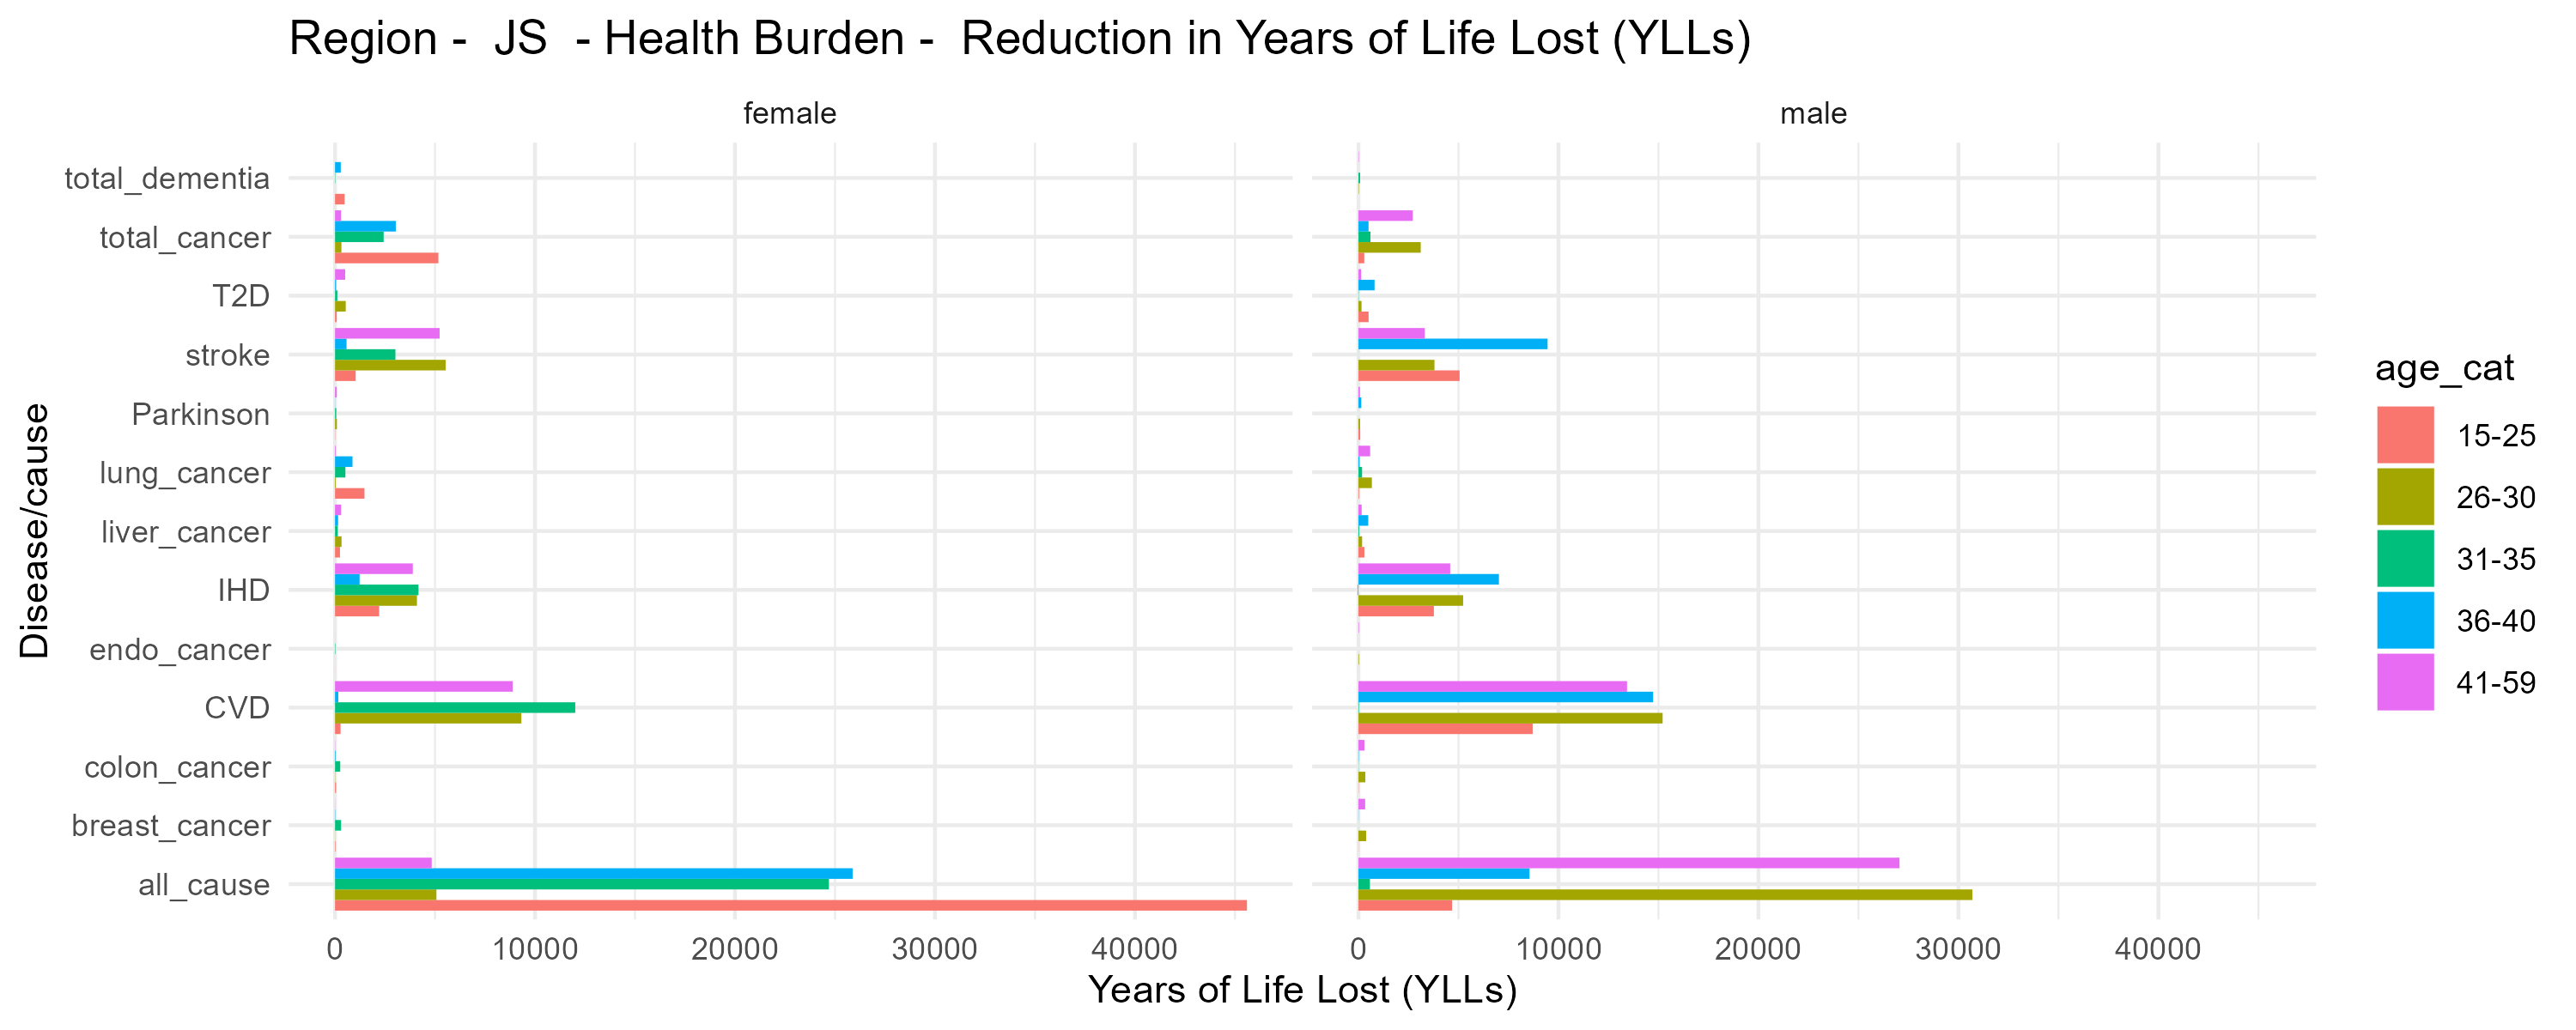 Region -  JS  - Health Burden -  Reduction in Years of Life Lost (YLLs)
female
male
total_dementia
total_cancer
T2D
stroke
Parkinson
lung_cancer
liver_cancer
IHD
endo_cancer
CVD
colon_cancer
breast_cancer
all_cause
Disease/cause
0 10000 20000 30000 40000
0 10000 20000 30000 40000
Years of Life Lost (YLLs)
age_cat
15-25
26-30
31-35
36-40
41-59